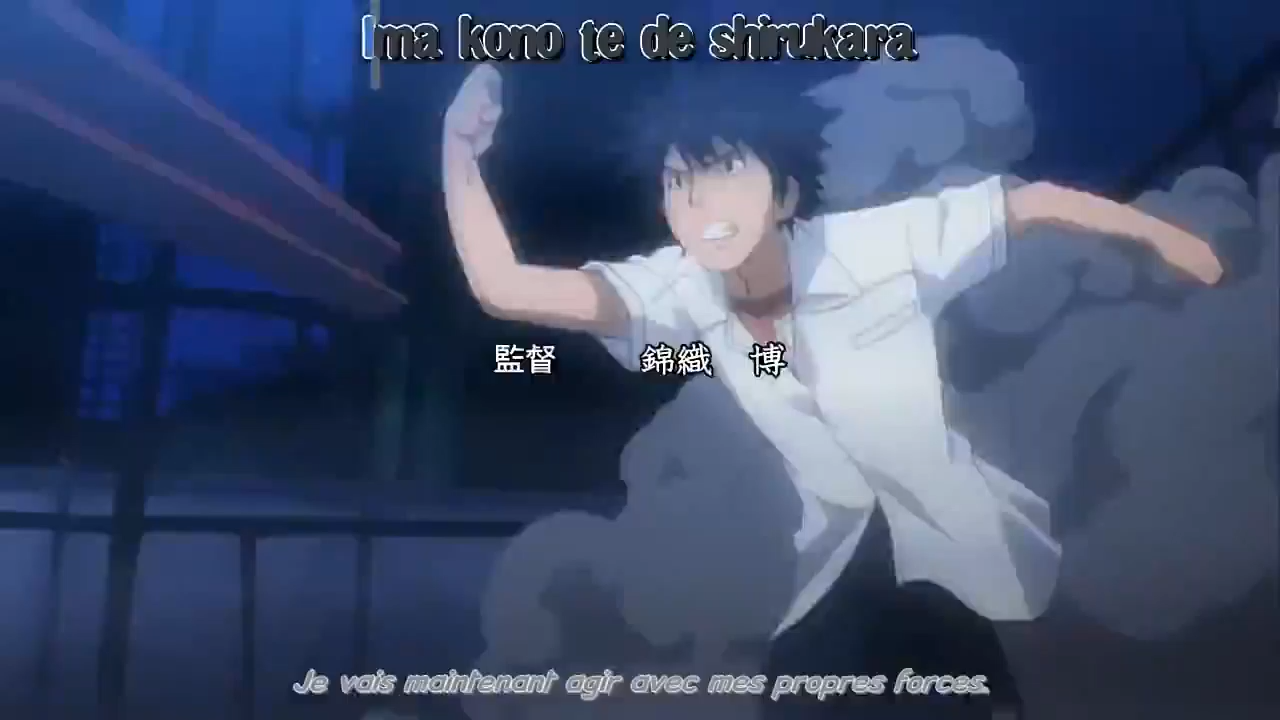 Ima kono te de shirukara
監督 錦織 博
Je vais maintenant agir avec mes propres forces.